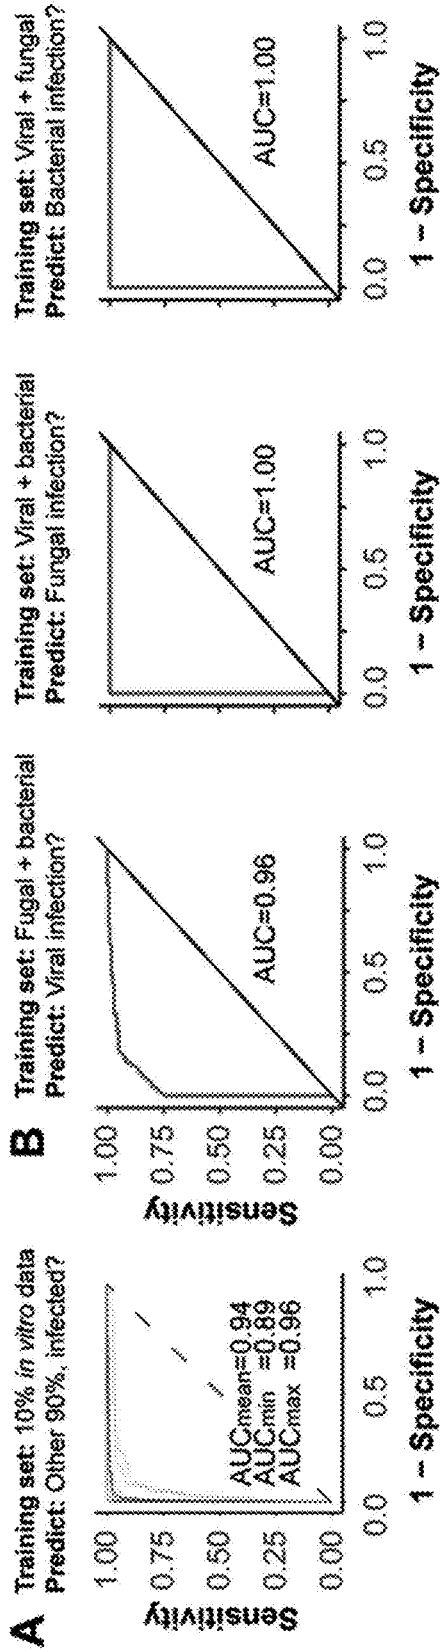 A
Training set: 10% in vitro data
Predict: Other 90%, infected?
Sensitivity
1.00
0.75
0.50
0.25
0.00
AUCmean=0.94
AUCmin =0.89
AUCmax =0.96
0.0
0.5
1.0
1 – Specificity
B
Training set: Fugal + bacterial
Predict: Viral infection?
Sensitivity
1.00
0.75
0.50
0.25
0.00
AUC=0.96
0.0
0.5
1.0
1 – Specificity
Training set: Viral + bacterial
Predict: Fungal infection?
AUC=1.00
0.0
0.5
1.0
1 – Specificity
Training set: Viral + fungal
Predict: Bacterial infection?
AUC=1.00
0.0
0.5
1.0
1 – Specificity